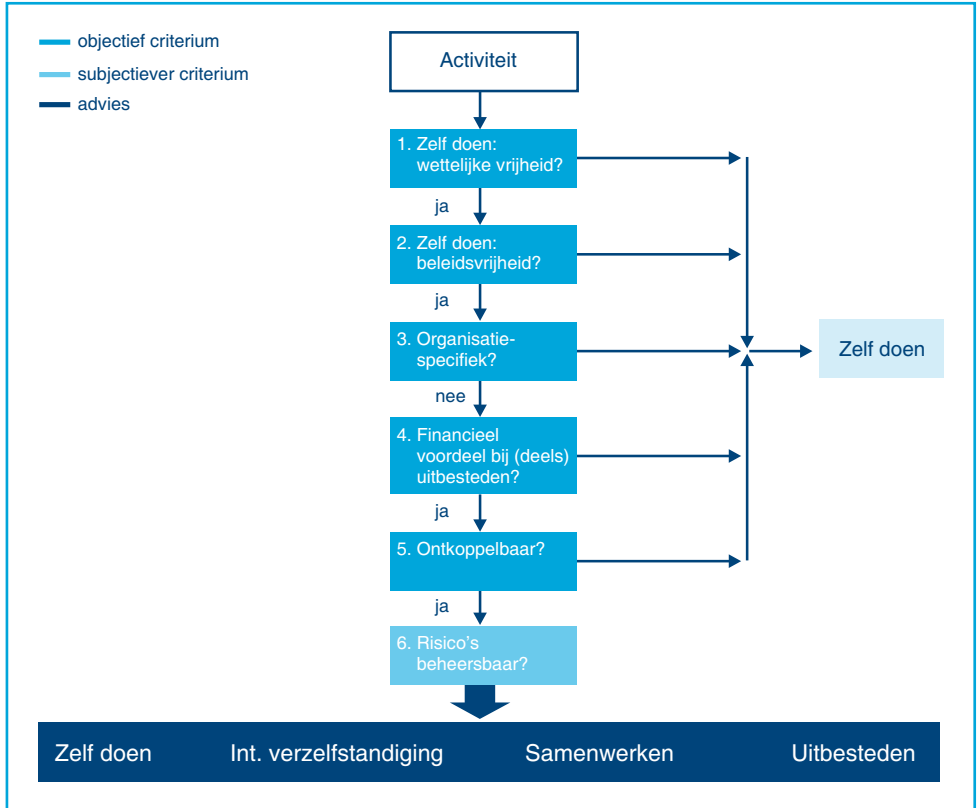 objectief criterium
subjectiever criterium
advies
Activiteit
1. Zelf doen:
wettelijke vrijheid?
ja
2. Zelf doen:
beleidsvrijheid?
ja
3. Organisatie-
specifiek?
nee
4. Financieel
voordeel bij (deels)
uitbesteden?
ja
5. Ontkoppelbaar?
ja
6. Risico's
beheersbaar?
Zelf doen
Zelf doen Int. verzelfstandiging Samenwerken Uitbesteden